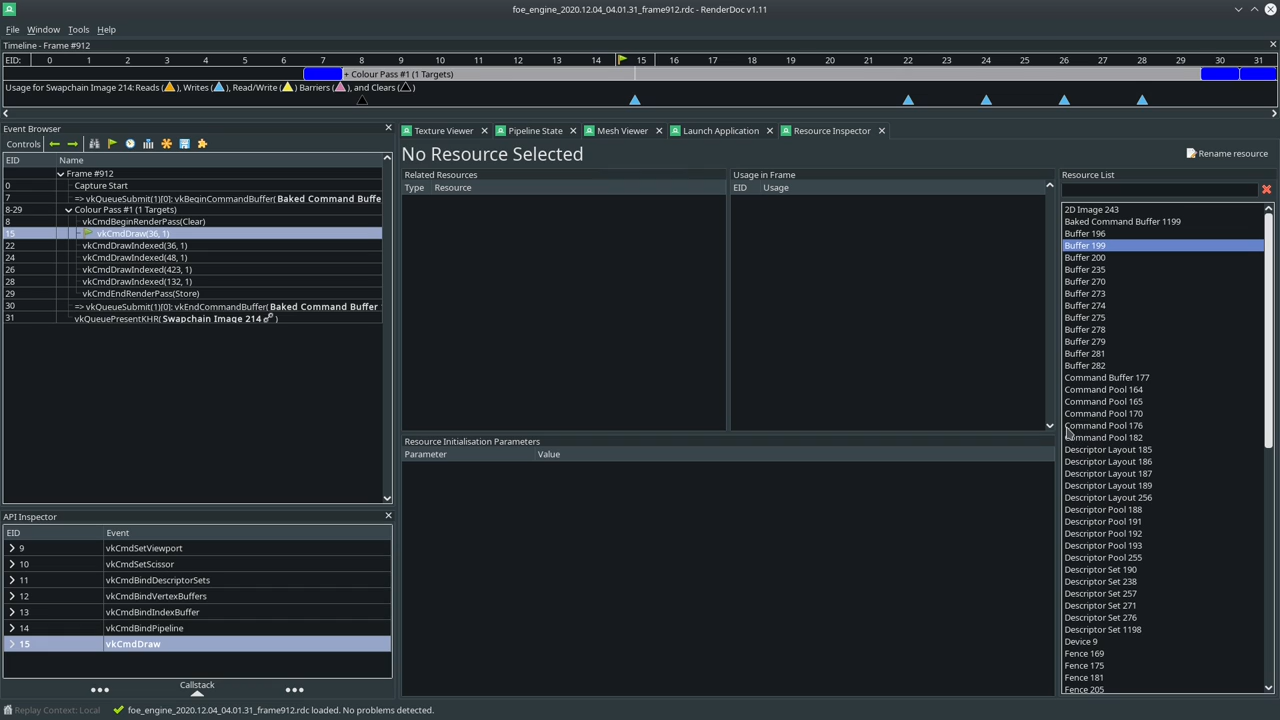 foe_engine_2020.12.04_04.01.31_frame912.rdc - RenderDoc v1.11
File Window Tools Help
Timeline - Frame #912
EID: 0 1 2 3 4 5 6 7 8 9 10 11 12 13 14 15 16 17 18 19 20 21 22 23 24 25 26 27 28 29 30 31
+ Colour Pass #1 (1 Targets)
Usage for Swapchain Image 214: Reads ( ), Writes ( ), Read/Write ( ) Barriers ( ), and Clears ( )
Event Browser
Controls
EID Name
Frame #912
0 Capture Start
7 => vkQueueSubmit(1)[0]: vkBeginCommandBuffer( Baked Command Buffe
8-29 Colour Pass #1 (1 Targets)
8 vkCmdBeginRenderPass(Clear)
15 vkCmdDraw(36, 1)
22 vkCmdDrawIndexed(36, 1)
24 vkCmdDrawIndexed(48, 1)
26 vkCmdDrawIndexed(423, 1)
28 vkCmdDrawIndexed(132, 1)
29 vkCmdEndRenderPass(Store)
30 => vkQueueSubmit(1)[0]: vkEndCommandBuffer( Baked Command Buffer
31 vkQueuePresentKHR( Swapchain Image 214 )
API Inspector
EID Event
9 vkCmdSetViewport
10 vkCmdSetScissor
11 vkCmdBindDescriptorSets
12 vkCmdBindVertexBuffers
13 vkCmdBindIndexBuffer
14 vkCmdBindPipeline
15 vkCmdDraw
Callstack
Texture Viewer Pipeline State Mesh Viewer Launch Application Resource Inspector
No Resource Selected
Rename resource
Related Resources
Type Resource
Usage in Frame
EID Usage
Resource Initialisation Parameters
Parameter Value
Resource List
2D Image 243
Baked Command Buffer 1199
Buffer 196
Buffer 199
Buffer 200
Buffer 235
Buffer 270
Buffer 273
Buffer 274
Buffer 275
Buffer 278
Buffer 279
Buffer 281
Buffer 282
Command Buffer 177
Command Pool 164
Command Pool 165
Command Pool 170
Command Pool 176
Command Pool 182
Descriptor Layout 185
Descriptor Layout 186
Descriptor Layout 187
Descriptor Layout 189
Descriptor Layout 256
Descriptor Pool 188
Descriptor Pool 191
Descriptor Pool 192
Descriptor Pool 193
Descriptor Pool 255
Descriptor Set 190
Descriptor Set 238
Descriptor Set 257
Descriptor Set 271
Descriptor Set 276
Descriptor Set 1198
Device 9
Fence 169
Fence 175
Fence 181
Fence 205
Replay Context: Local foe_engine_2020.12.04_04.01.31_frame912.rdc loaded. No problems detected.